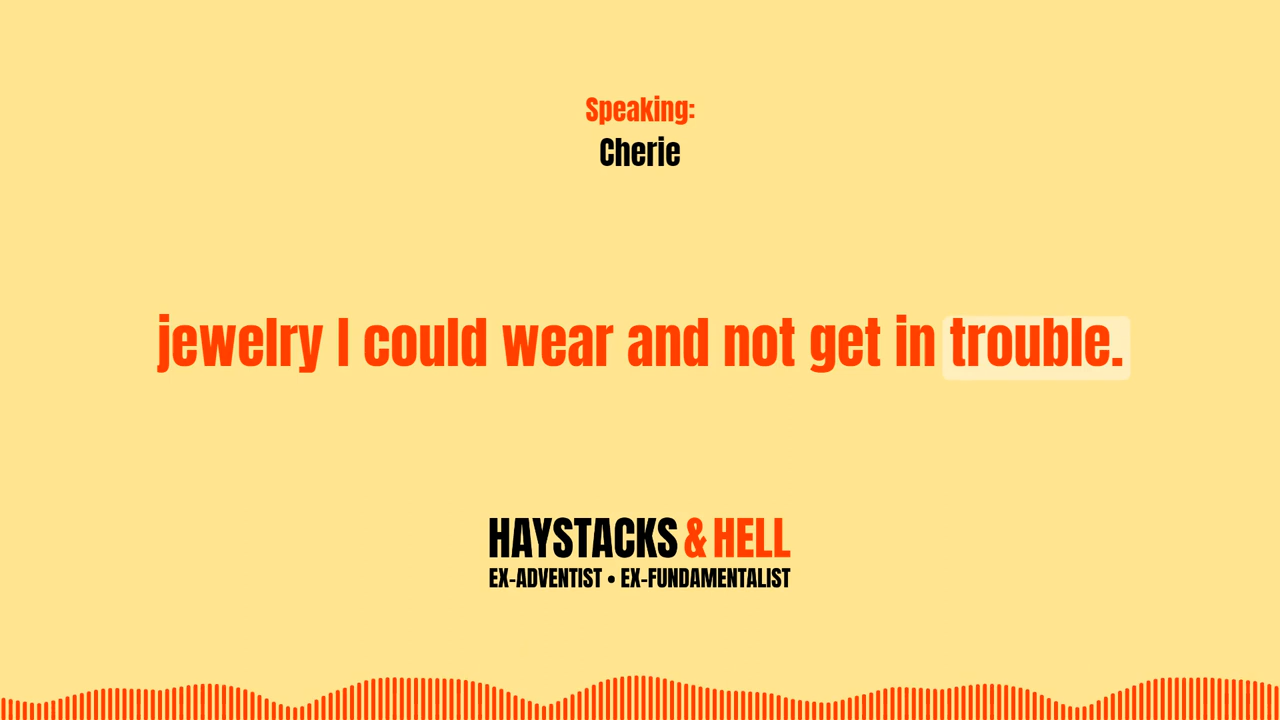 Speaking:
Cherie
jewelry I could wear and not get in trouble.
HAYSTACKS & HELL
EX-ADVENTIST • EX-FUNDAMENTALIST